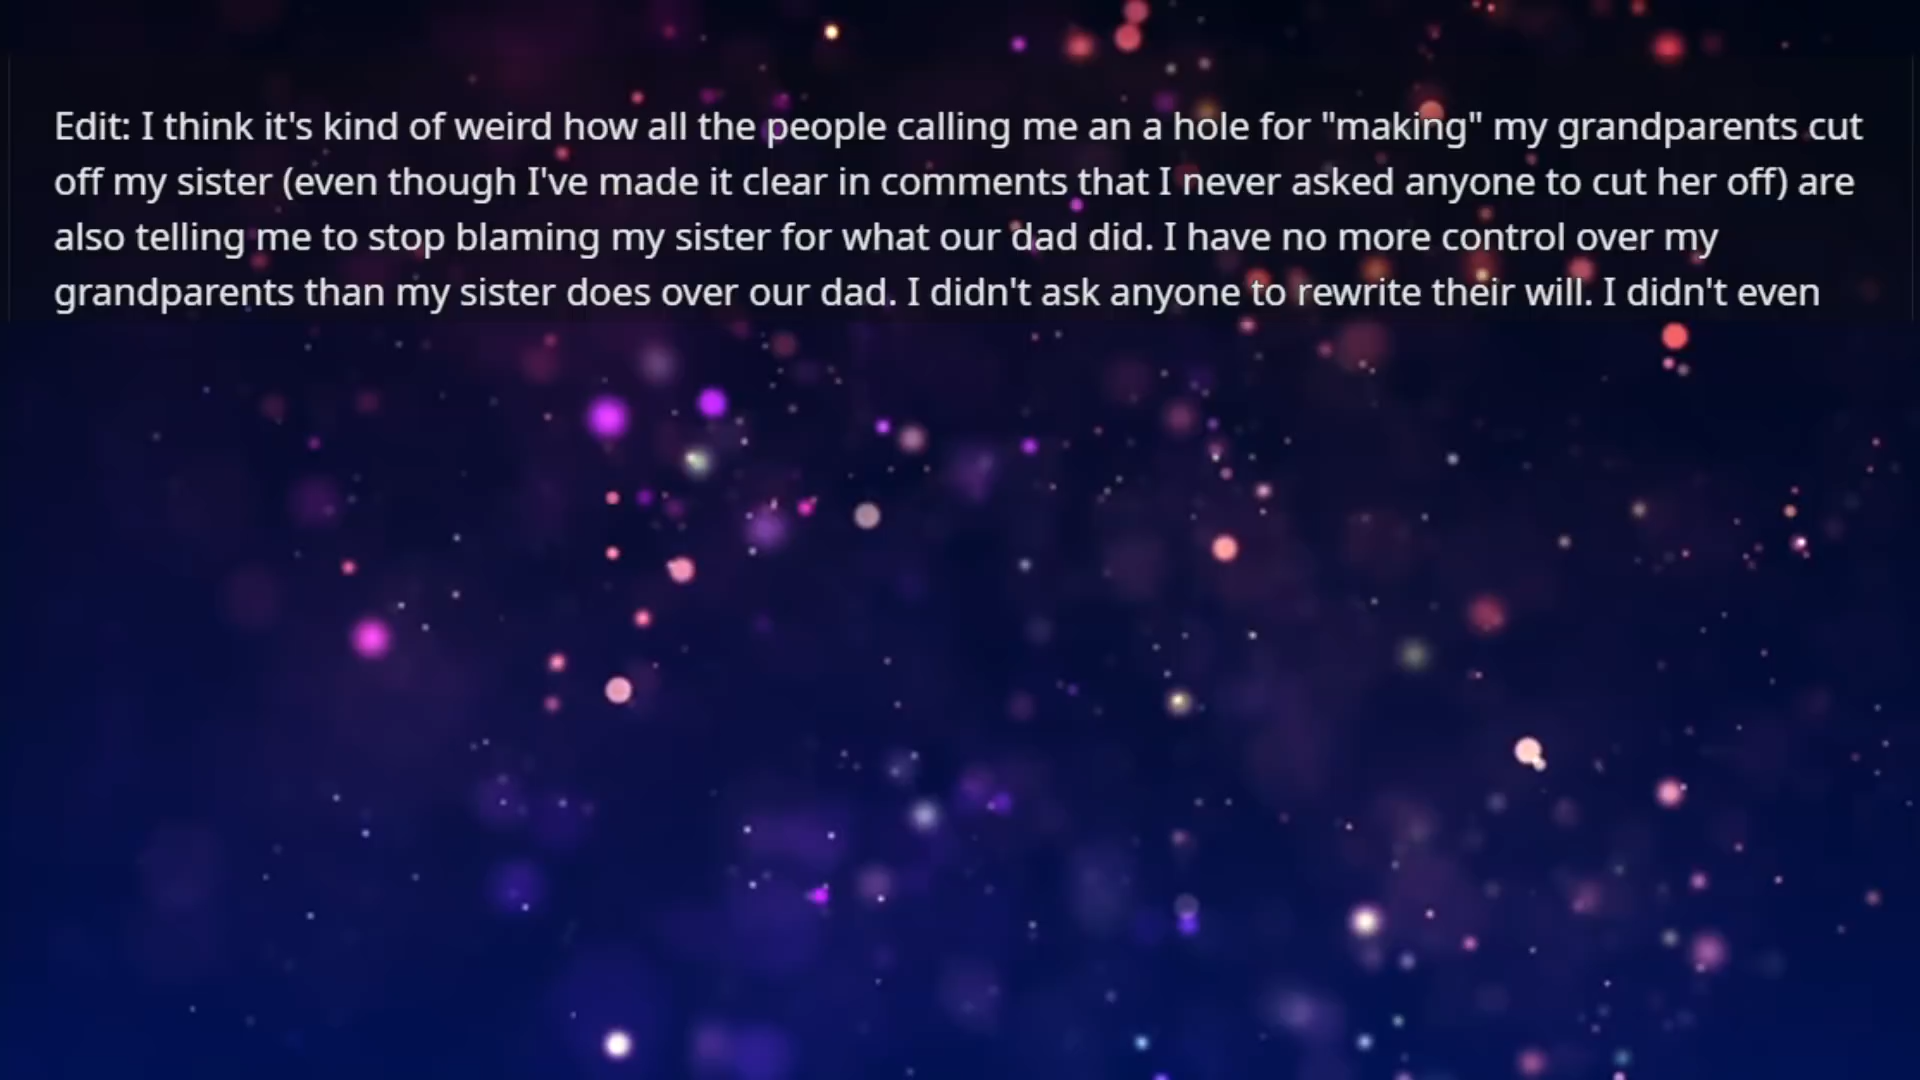 Edit: I think it's kind of weird how all the people calling me an a hole for "making" my grandparents cut
off my sister (even though I've made it clear in comments that I never asked anyone to cut her off) are
also telling me to stop blaming my sister for what our dad did. I have no more control over my
grandparents than my sister does over our dad. I didn't ask anyone to rewrite their will. I didn't even